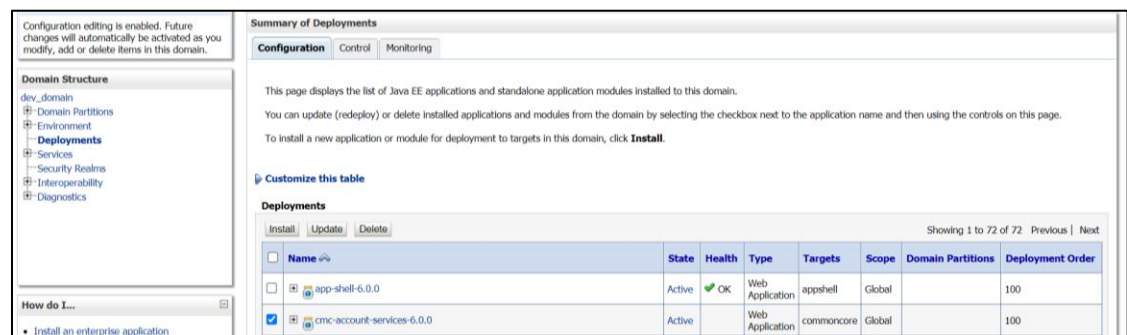 Configuration editing is enabled. Future
changes will automatically be activated as you
modify, add or delete items in this domain.
Domain Structure
dev_domain
Domain Partitions
Environment
Deployments
Services
Security Realms
Interoperability
Diagnostics
How do I...
Install an enterprise application
Summary of Deployments
Configuration Control Monitoring
This page displays the list of Java EE applications and standalone application modules installed to this domain.
You can update (redeploy) or delete installed applications and modules from the domain by selecting the checkbox next to the application name and then using the controls on this page.
To install a new application or module for deployment to targets in this domain, click Install.
Customize this table
Deployments
Install Update Delete Showing 1 to 72 of 72 Previous | Next
Name State Health Type Targets Scope Domain Partitions Deployment Order
app-shell-6.0.0 Active OK Web Application appshell Global 100
cmc-account-services-6.0.0 Active Web Application commoncore Global 100